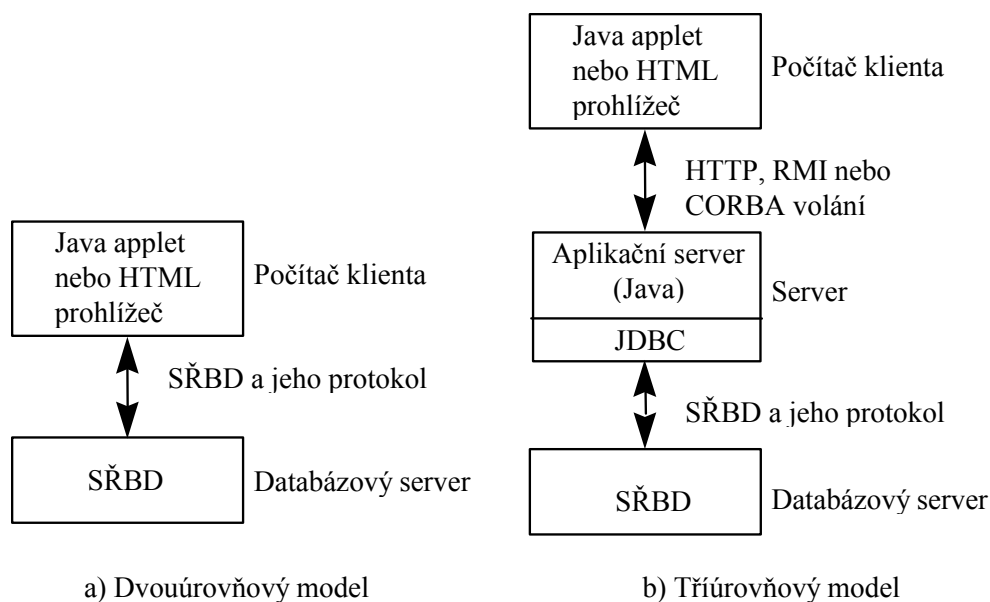 Java applet
nebo HTML
prohlížeč
Počítač klienta
SŘBD a jeho protokol
SŘBD
Databázový server
a) Dvouúrovňový model
Java applet
nebo HTML
prohlížeč
Počítač klienta
HTTP, RMI nebo
CORBA volání
Aplikační server
(Java)
Server
JDBC
SŘBD a jeho protokol
SŘBD
Databázový server
b) Tříúrovňový model